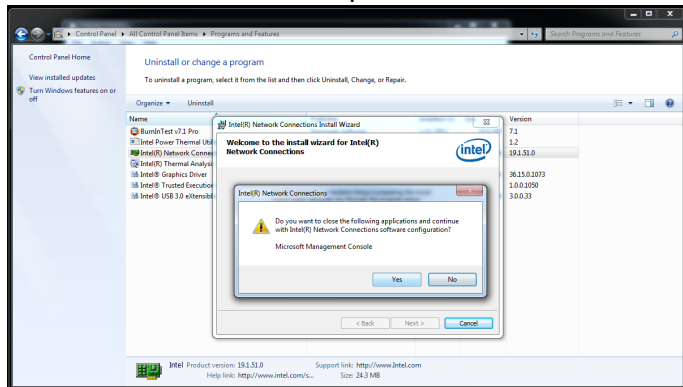 Control Panel ▸ All Control Panel Items ▸ Programs and Features
Search Programs and Features
Control Panel Home
View installed updates
Turn Windows features on or
off
Uninstall or change a program
To uninstall a program, select it from the list and then click Uninstall, Change, or Repair.
Organize
Uninstall
Name
Version
BurnInTest v7.1 Pro
7.1
Intel Power Thermal Utili
1.2
Intel(R) Network Connec
19.1.51.0
Intel(R) Thermal Analysi
Intel® Graphics Driver
36.15.0.1073
Intel® Trusted Execution
1.0.0.1050
Intel® USB 3.0 eXtensibl
3.0.0.33
Intel(R) Network Connections Install Wizard
Welcome to the install wizard for Intel(R)
Network Connections
intel
Intel(R) Network Connections
Do you want to close the following applications and continue
with Intel(R) Network Connections software configuration?
Microsoft Management Console
Yes
No
< Back
Next >
Cancel
Intel Product version: 19.1.51.0
Support link: http://www.Intel.com
Help link: http://www.intel.com/s...
Size: 24.3 MB